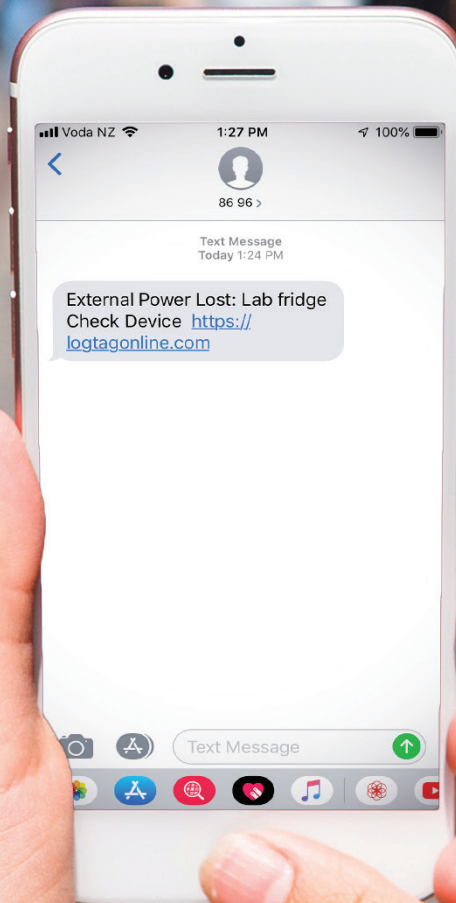 Voda NZ 1:27 PM 100%
86 96 >
Text Message
Today 1:24 PM
External Power Lost: Lab fridge
Check Device https://
logtagonline.com
Text Message